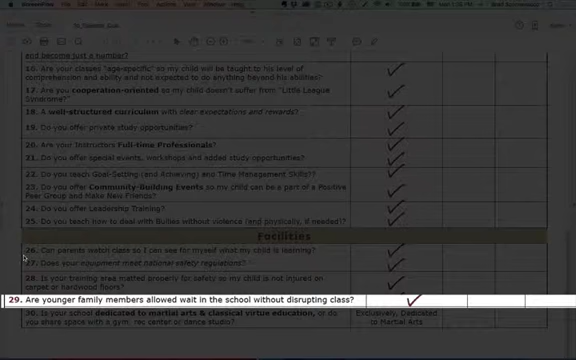 and become just a number?
16. Are your classes "age-specific" so my child will be taught to his level of
comprehension and ability and not expected to do anything beyond his abilities?
17. Are you cooperation-oriented so my child doesn't suffer from "Little League
Syndrome?"
18. A well-structured curriculum with clear expectations and rewards?
19. Do you offer private study opportunities?
20. Are your Instructors Full-time Professionals?
21. Do you offer special events, workshops and added study opportunities?
22. Do you teach Goal-Setting (and Achieving) and Time Management Skills??
23. Do you offer Community-Building Events so my child can be a part of a Positive
Peer Group and Make New Friends?
24. Do you offer Leadership Training?
25. Do you teach how to deal with Bullies without violence (and physically, if needed)?
Facilities
26. Can parents watch class so I can see for myself what my child is learning?
27. Does your equipment meet national safety regulations?
28. Is your training area matted properly for safety so my child is not injured on
carpet or hardwood floors?
29. Are younger family members allowed wait in the school without disrupting class?
30. Is your school dedicated to martial arts & classical virtue education, or do
you share space with a gym, rec center or dance studio?
Exclusively, Dedicated
to Martial Arts